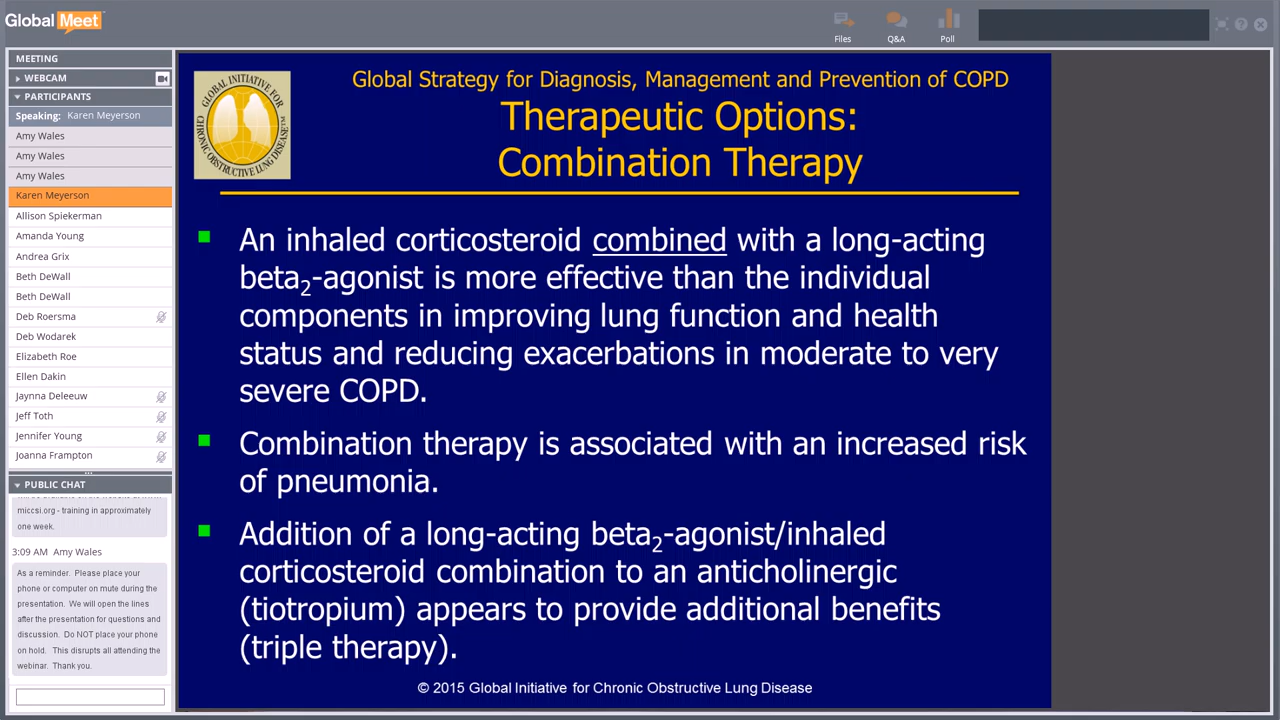 Global Meet
Files
Q&A
Poll
MEETING
WEBCAM
PARTICIPANTS
Speaking: Karen Meyerson
Amy Wales
Amy Wales
Amy Wales
Karen Meyerson
Allison Spiekerman
Amanda Young
Andrea Grix
Beth DeWall
Beth DeWall
Deb Roersma
Deb Wodarek
Elizabeth Roe
Ellen Dakin
Jaynna Deleeuw
Jeff Toth
Jennifer Young
Joanna Frampton
PUBLIC CHAT
miccsi.org - training in approximately
one week.
3:09 AM Amy Wales
As a reminder. Please place your
phone or computer on mute during the
presentation. We will open the lines
after the presentation for questions and
discussion. Do NOT place your phone
on hold. This disrupts all attending the
webinar. Thank you.
GLOBAL INITIATIVE FOR
CHRONIC OBSTRUCTIVE LUNG DISEASE
Global Strategy for Diagnosis, Management and Prevention of COPD
Therapeutic Options:
Combination Therapy
An inhaled corticosteroid combined with a long-acting
beta2-agonist is more effective than the individual
components in improving lung function and health
status and reducing exacerbations in moderate to very
severe COPD.
Combination therapy is associated with an increased risk
of pneumonia.
Addition of a long-acting beta2-agonist/inhaled
corticosteroid combination to an anticholinergic
(tiotropium) appears to provide additional benefits
(triple therapy).
© 2015 Global Initiative for Chronic Obstructive Lung Disease